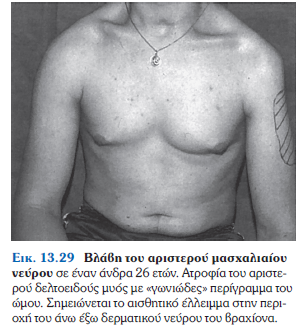 Εικ. 13.29 Βλάβη του αριστερού μασχαλιαίου
νεύρου σε έναν άνδρα 26 ετών. Ατροφία του αριστε-
ρού δελτοειδούς μυός με «γωνιώδες» περίγραμμα του
ώμου. Σημειώνεται το αισθητικό έλλειμμα στην περι-
οχή του άνω έξω δερματικού νεύρου του βραχίονα.